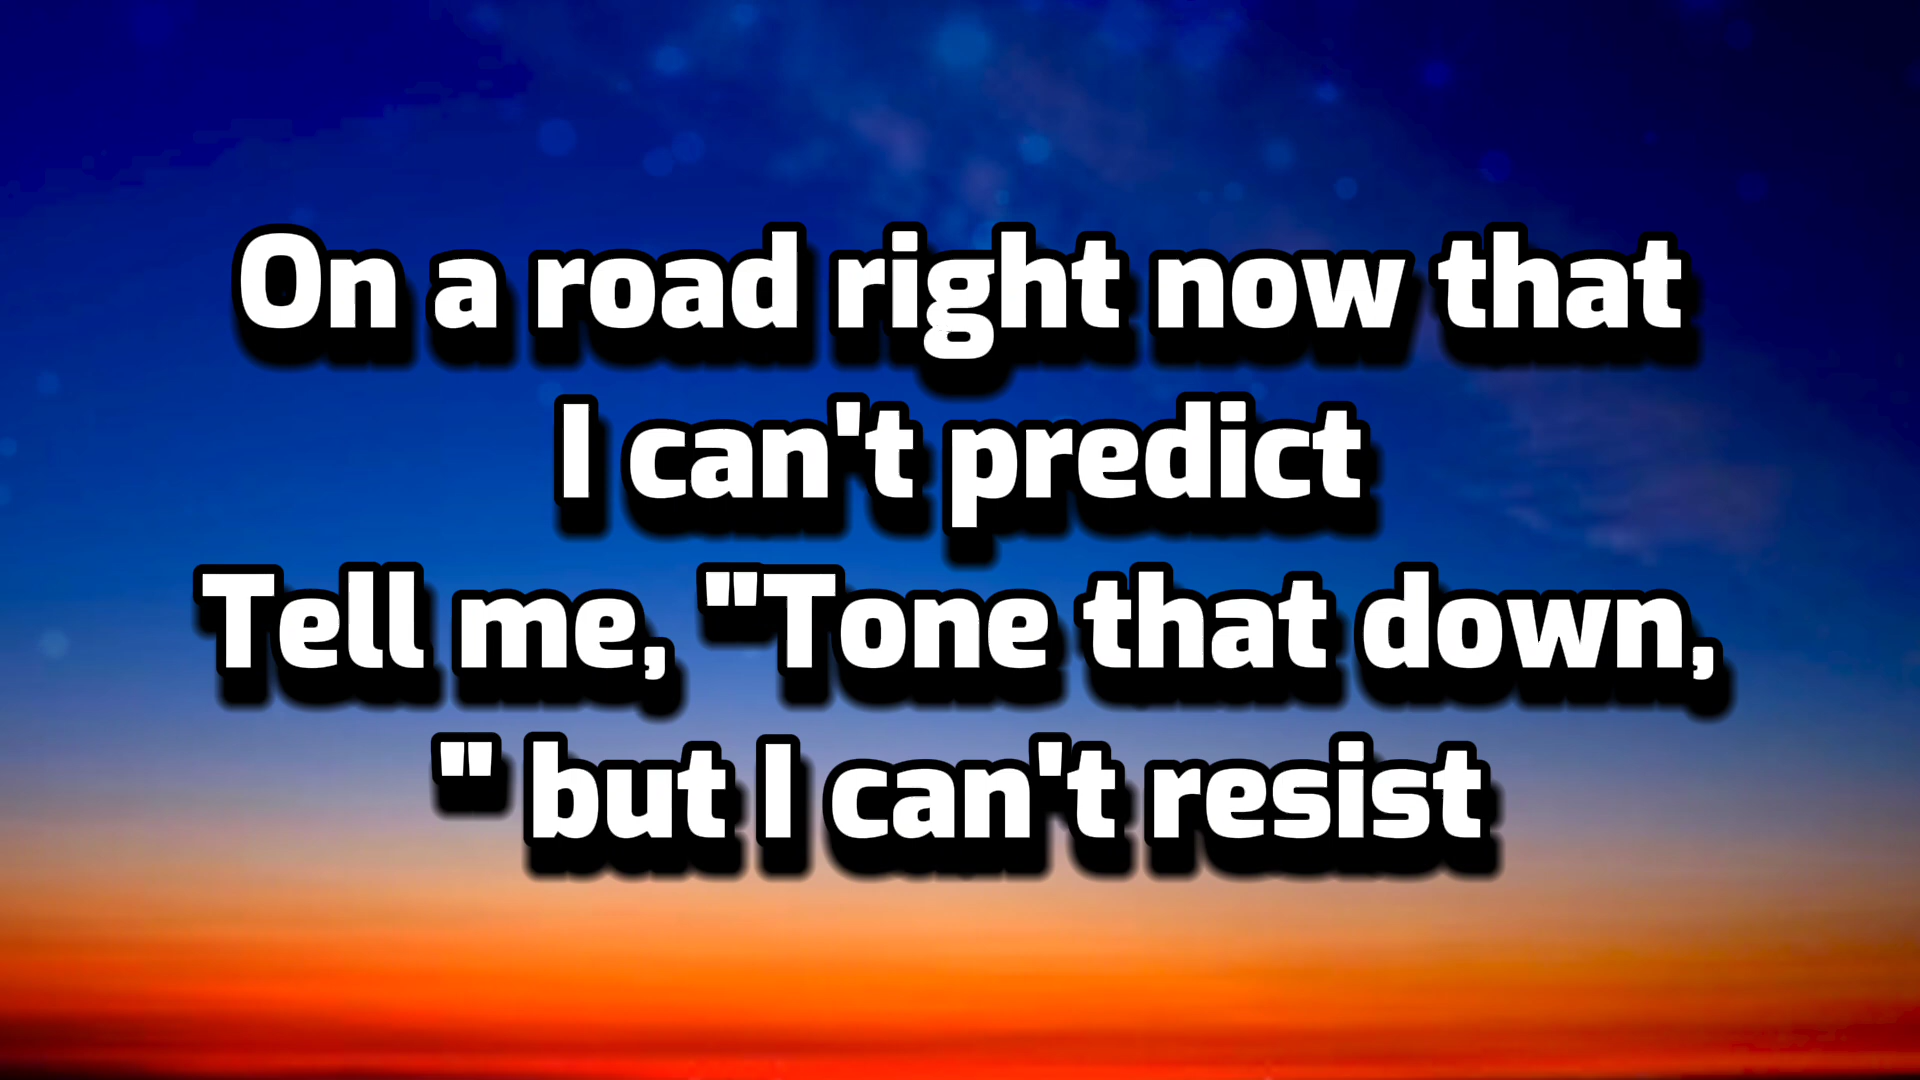 On a road right now that
I can't predict
Tell me, "Tone that down,
" but I can't resist